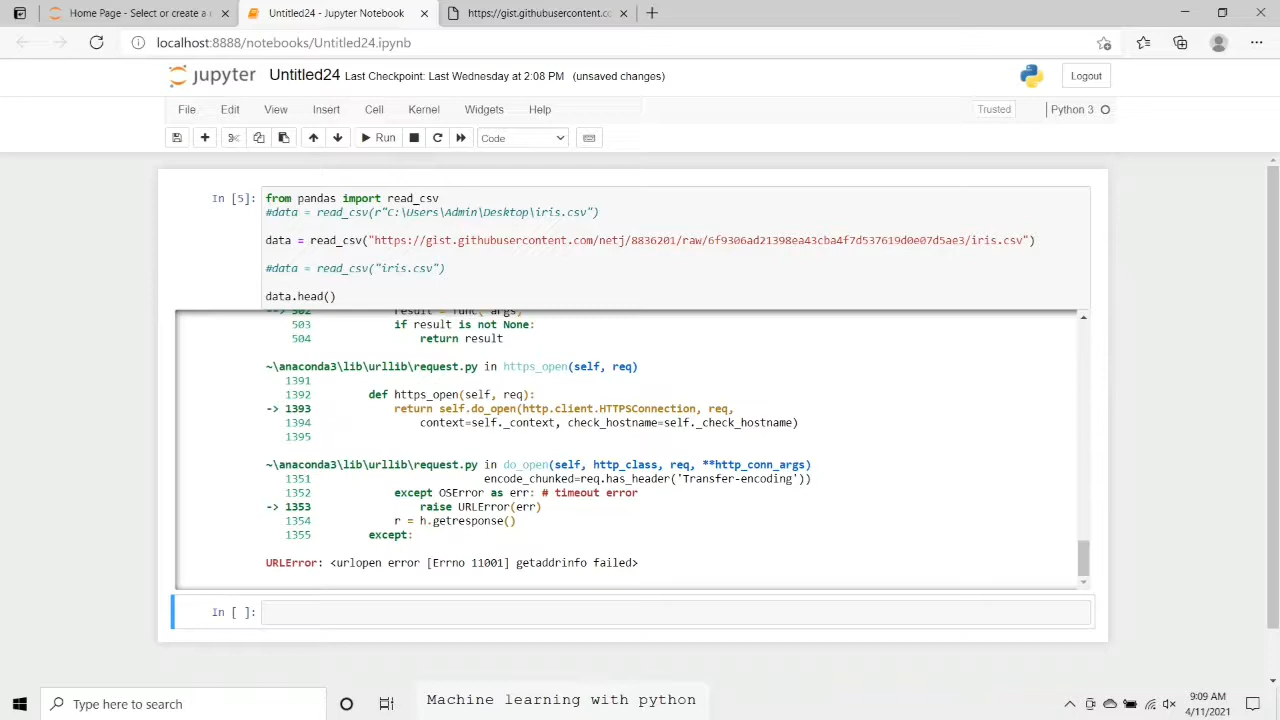 Home Page - Select or create a n
Untitled24 - Jupyter Notebook
https://gist.githubusercontent.co
localhost:8888/notebooks/Untitled24.ipynb
jupyter Untitled24 Last Checkpoint: Last Wednesday at 2:08 PM (unsaved changes)
Logout
File Edit View Insert Cell Kernel Widgets Help
Trusted
Python 3
Run
Code
In [5]: from pandas import read_csv
#data = read_csv(r"C:\Users\Admin\Desktop\iris.csv")
data = read_csv("https://gist.githubusercontent.com/netj/8836201/raw/6f9306ad21398ea43cba4f7d537619d0e07d5ae3/iris.csv")
#data = read_csv("iris.csv")
data.head()
--> 502 result = func(*args)
503 if result is not None:
504 return result
~\anaconda3\lib\urllib\request.py in https_open(self, req)
1391
1392 def https_open(self, req):
-> 1393 return self.do_open(http.client.HTTPSConnection, req,
1394 context=self._context, check_hostname=self._check_hostname)
1395
~\anaconda3\lib\urllib\request.py in do_open(self, http_class, req, **http_conn_args)
1351 encode_chunked=req.has_header('Transfer-encoding'))
1352 except OSError as err: # timeout error
-> 1353 raise URLError(err)
1354 r = h.getresponse()
1355 except:
URLError: <urlopen error [Errno 11001] getaddrinfo failed>
In [ ]:
Type here to search
Machine learning with python
9:09 AM
4/11/2021